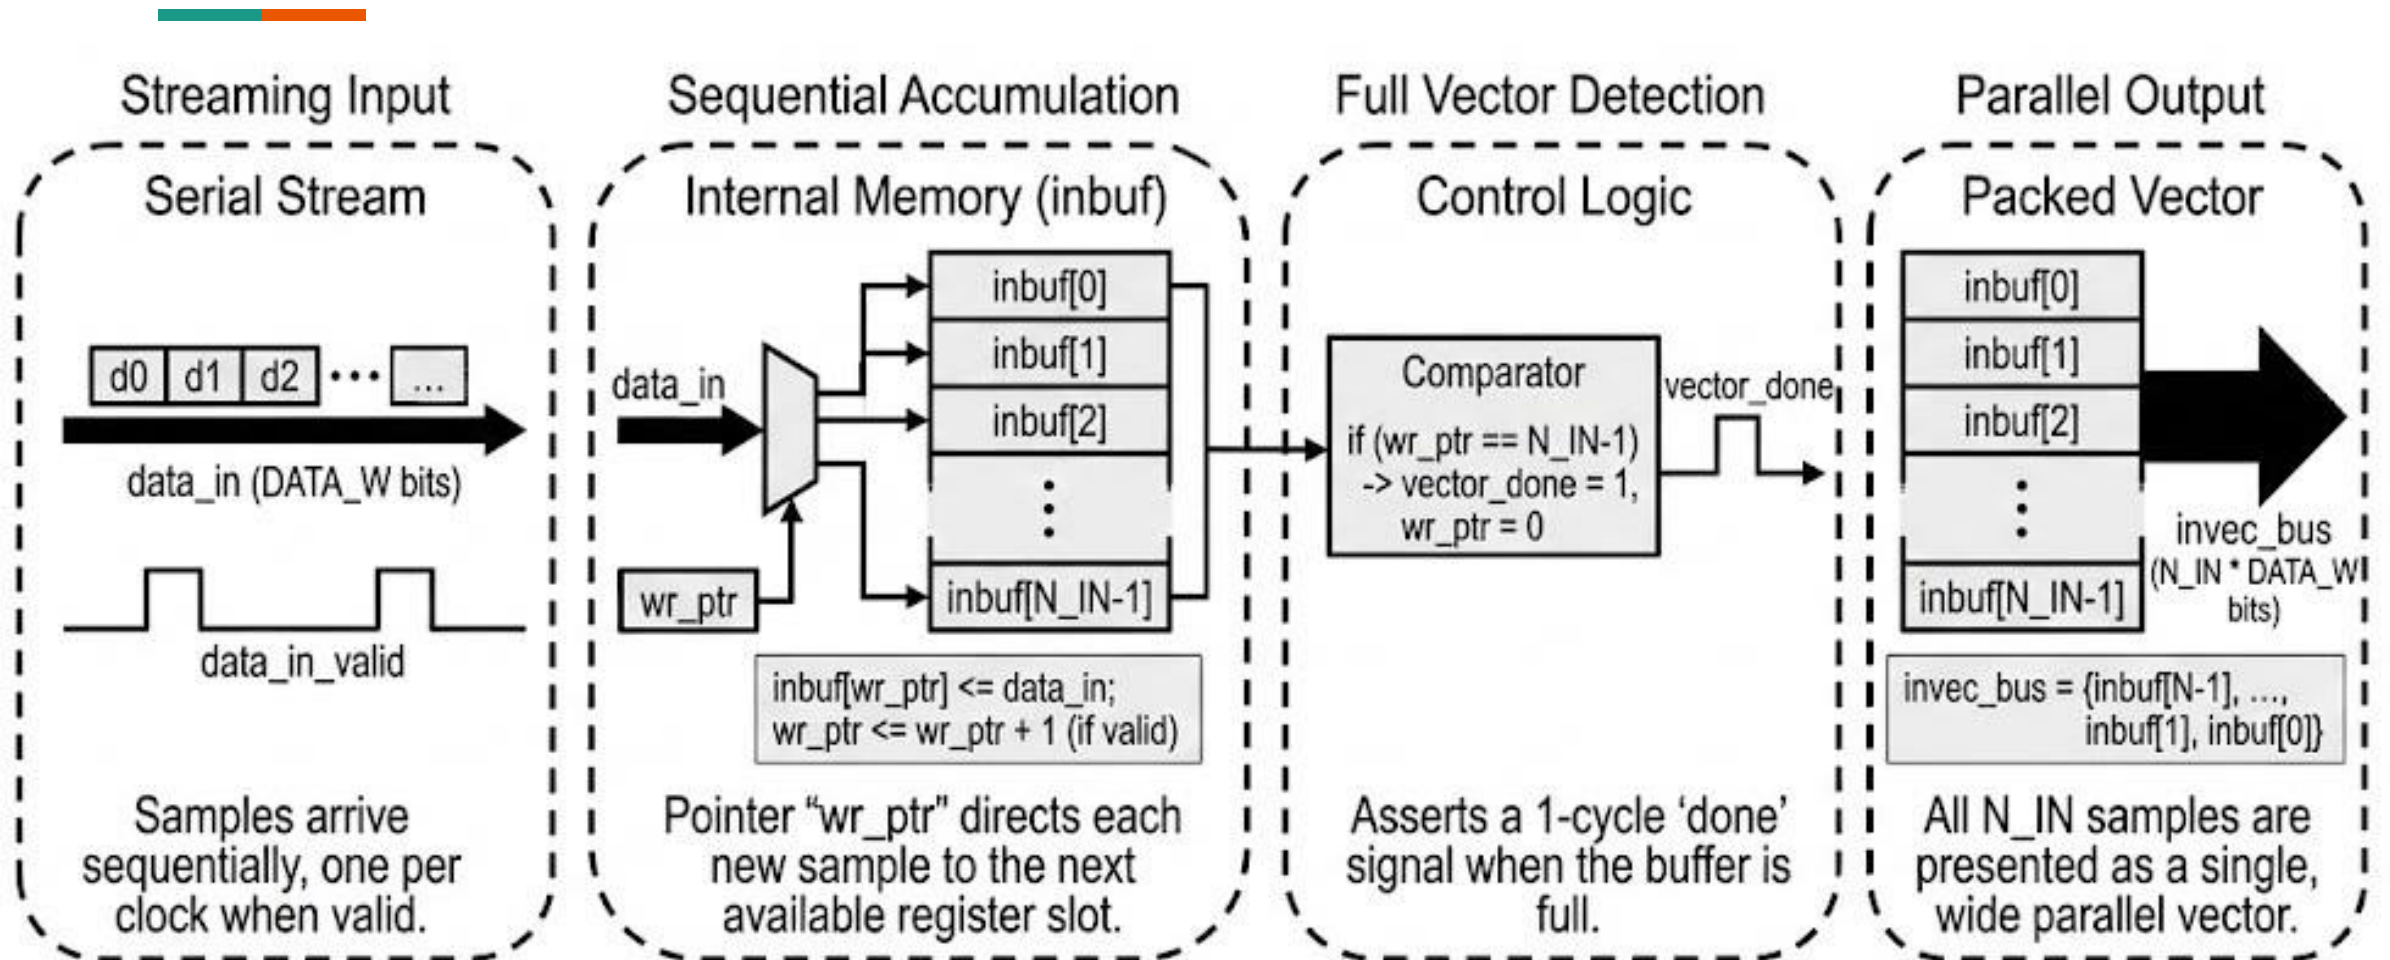 Streaming Input
Serial Stream
d0 d1 d2 ... ...
data_in (DATA_W bits)
data_in_valid
Samples arrive
sequentially, one per
clock when valid.
Sequential Accumulation
Internal Memory (inbuf)
data_in
wr_ptr
inbuf[0]
inbuf[1]
inbuf[2]
inbuf[N_IN-1]
inbuf[wr_ptr] <= data_in;
wr_ptr <= wr_ptr + 1 (if valid)
Pointer “wr_ptr” directs each
new sample to the next
available register slot.
Full Vector Detection
Control Logic
Comparator
if (wr_ptr == N_IN-1)
-> vector_done = 1,
wr_ptr = 0
vector_done
Asserts a 1-cycle ‘done’
signal when the buffer is
full.
Parallel Output
Packed Vector
inbuf[0]
inbuf[1]
inbuf[2]
inbuf[N_IN-1]
invec_bus
(N_IN * DATA_W
bits)
invec_bus = {inbuf[N-1], ...,
inbuf[1], inbuf[0]}
All N_IN samples are
presented as a single,
wide parallel vector.